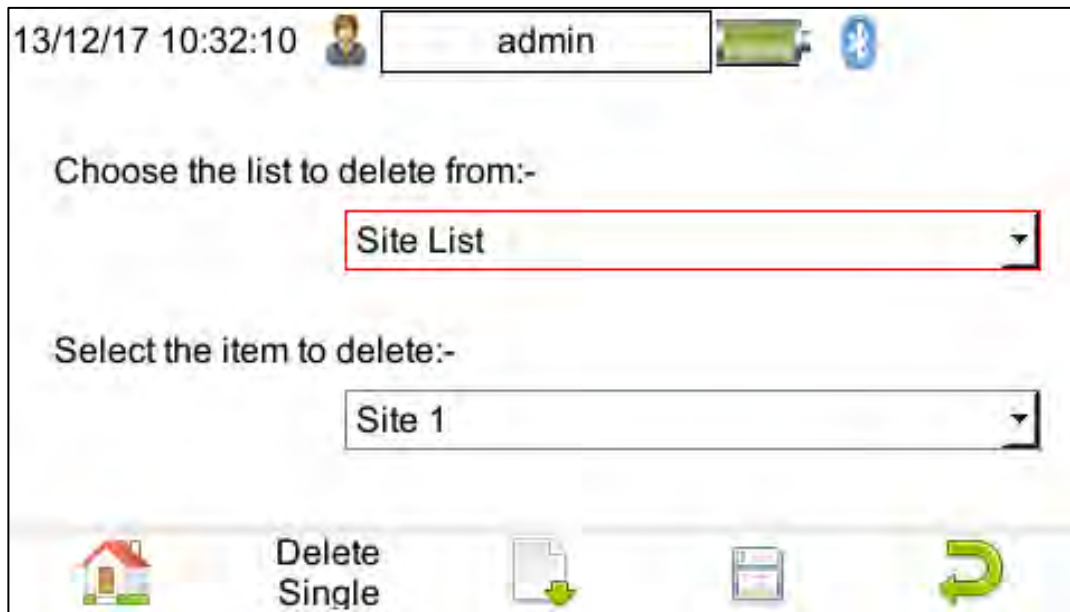 13/12/17 10:32:10 admin
Choose the list to delete from:-
Site List
Select the item to delete:-
Site 1
Delete
Single